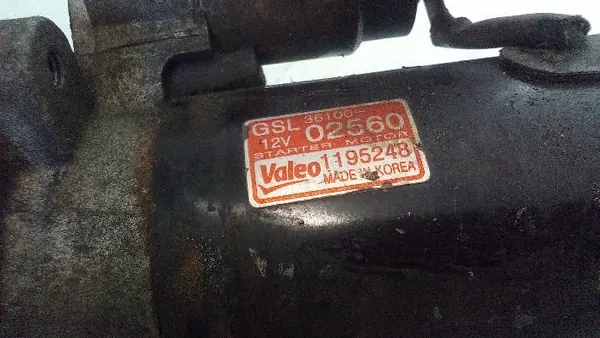 GSL 36100-
12V 02560
STARTER MOTOR
Valeo 1195248
MADE IN KOREA